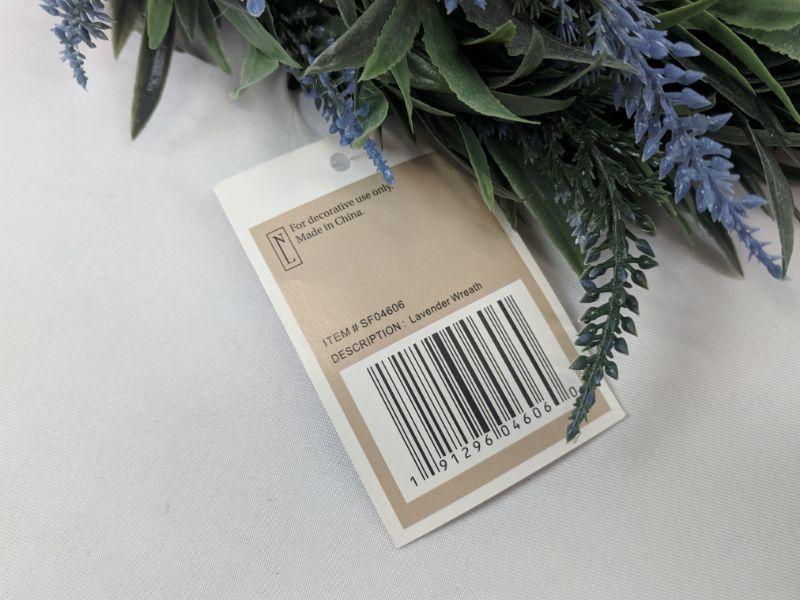 NL
For decorative use only.
Made in China.
ITEM # SF04606
DESCRIPTION: Lavender Wreath
1 91296 04606 0